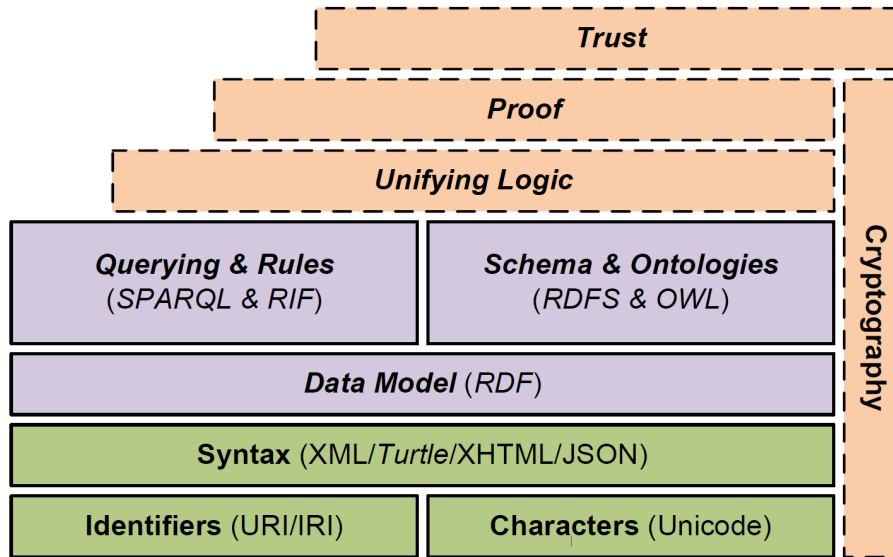 Trust
Proof
Unifying Logic
Cryptography
Querying & Rules
(SPARQL & RIF)
Schema & Ontologies
(RDFS & OWL)
Data Model (RDF)
Syntax (XML/Turtle/XHTML/JSON)
Identifiers (URI/IRI)
Characters (Unicode)